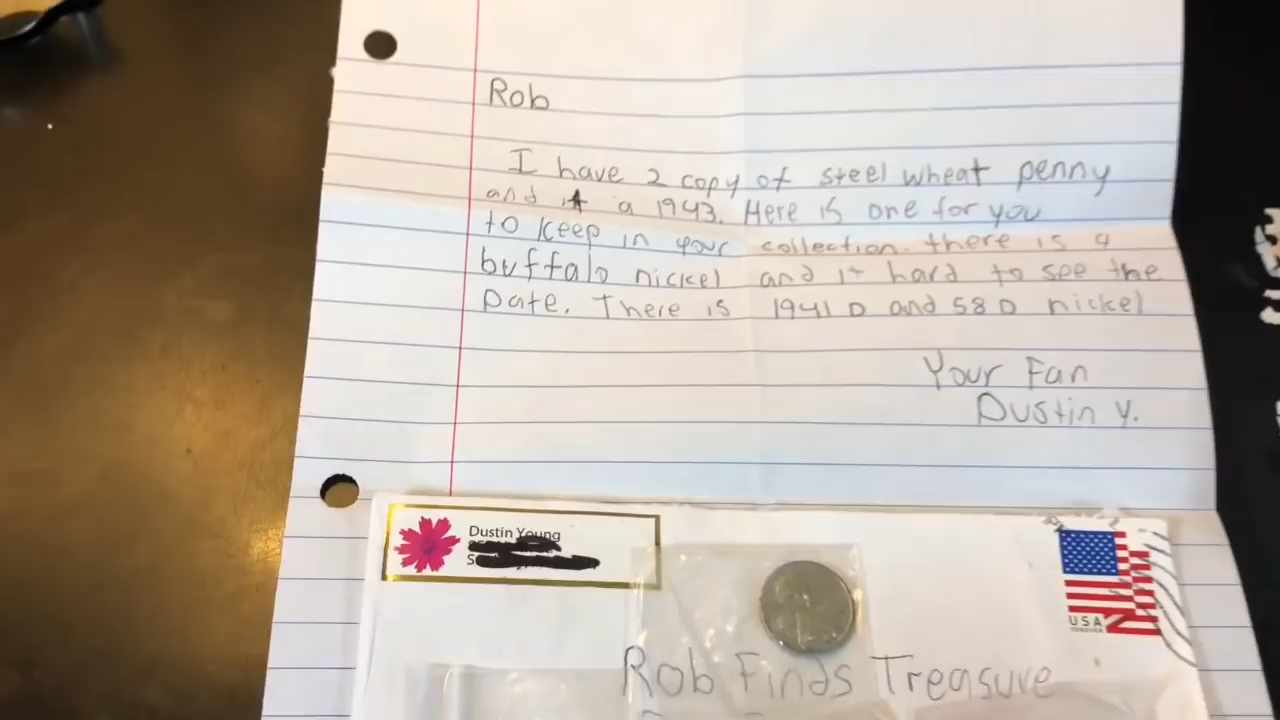 Rob
I have 2 copy of steel wheat penny
and it a 1943. Here is one for you
to keep in your collection. there is a
buffalo nickel and it hard to see the
Date. There is 1941 D and 58 D nickel
Your Fan
Dustin Y.
Dustin Young
S
USA
Rob Finds Treasure